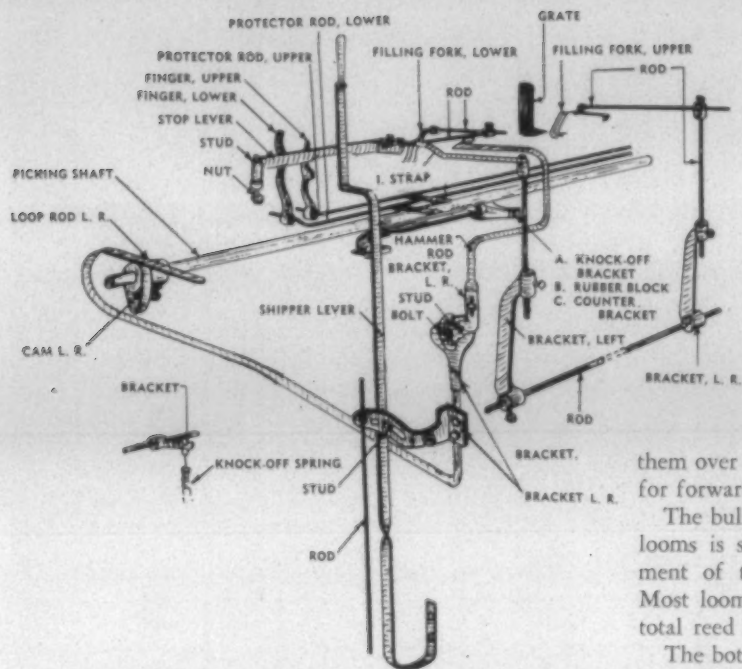 PROTECTOR ROD, LOWER
GRATE
PROTECTOR ROD, UPPER
FILLING FORK, LOWER
FILLING FORK, UPPER
FINGER, UPPER
ROD
ROD
FINGER, LOWER
STOP LEVER
STUD
NUT
PICKING SHAFT
I. STRAP
LOOP ROD L. R.
HAMMER
ROD
BRACKET,
L. R.
A. KNOCK-OFF
BRACKET
B. RUBBER BLOCK
C. COUNTER
BRACKET
SHIPPER LEVER
STUD
BOLT
BRACKET, LEFT
CAM L. R.
BRACKET, L. R.
BRACKET
ROD
KNOCK-OFF SPRING
STUD
BRACKET,
BRACKET L. R.
ROD
them over
for forwar
The bul
looms is s
ment of t
Most loom
total reed
The bot